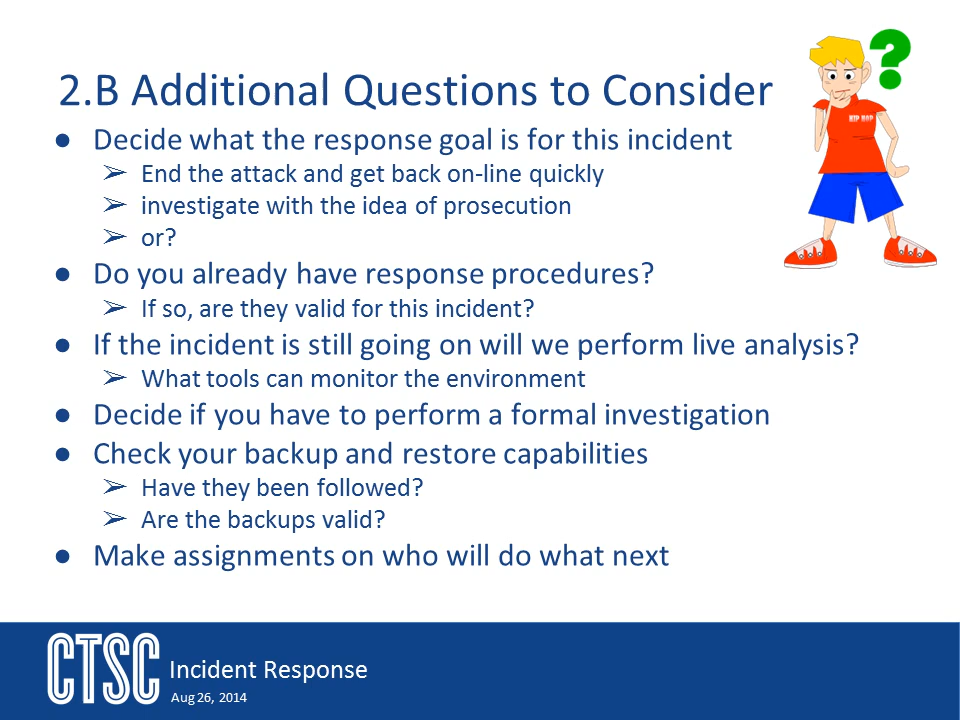 2.B Additional Questions to Consider
● Decide what the response goal is for this incident
➢ End the attack and get back on-line quickly
➢ investigate with the idea of prosecution
➢ or?
● Do you already have response procedures?
➢ If so, are they valid for this incident?
● If the incident is still going on will we perform live analysis?
➢ What tools can monitor the environment
● Decide if you have to perform a formal investigation
● Check your backup and restore capabilities
➢ Have they been followed?
➢ Are the backups valid?
● Make assignments on who will do what next
?
HIP HOP
CTSC
Incident Response
Aug 26, 2014